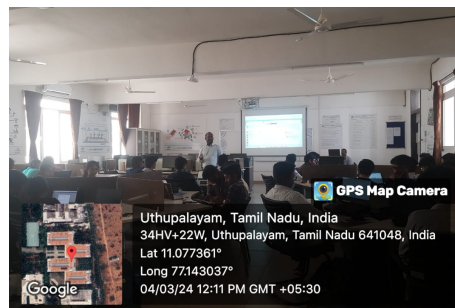 GPS Map Camera
Uthupalayam, Tamil Nadu, India
34HV+22W, Uthupalayam, Tamil Nadu 641048, India
Lat 11.077361°
Long 77.143037°
04/03/24 12:11 PM GMT +05:30
Google